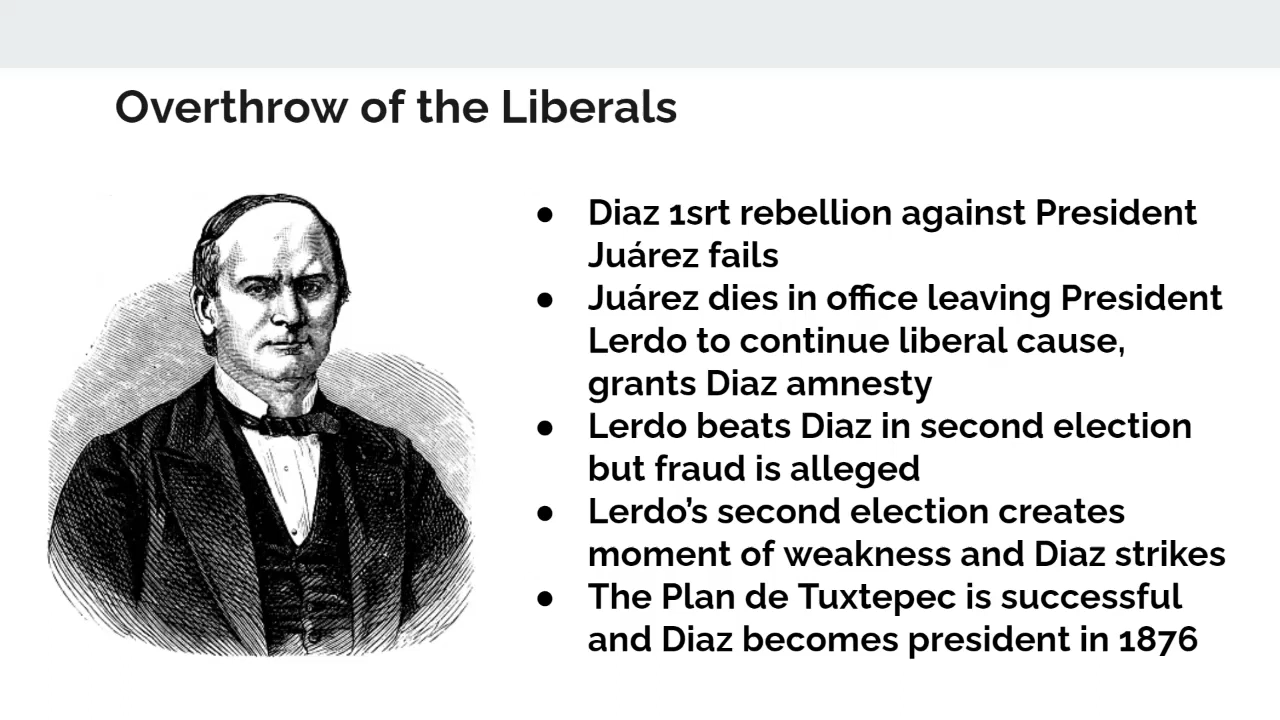 Overthrow of the Liberals
● Diaz 1srt rebellion against President
Juárez fails
● Juárez dies in office leaving President
Lerdo to continue liberal cause,
grants Diaz amnesty
● Lerdo beats Diaz in second election
but fraud is alleged
● Lerdo’s second election creates
moment of weakness and Diaz strikes
● The Plan de Tuxtepec is successful
and Diaz becomes president in 1876